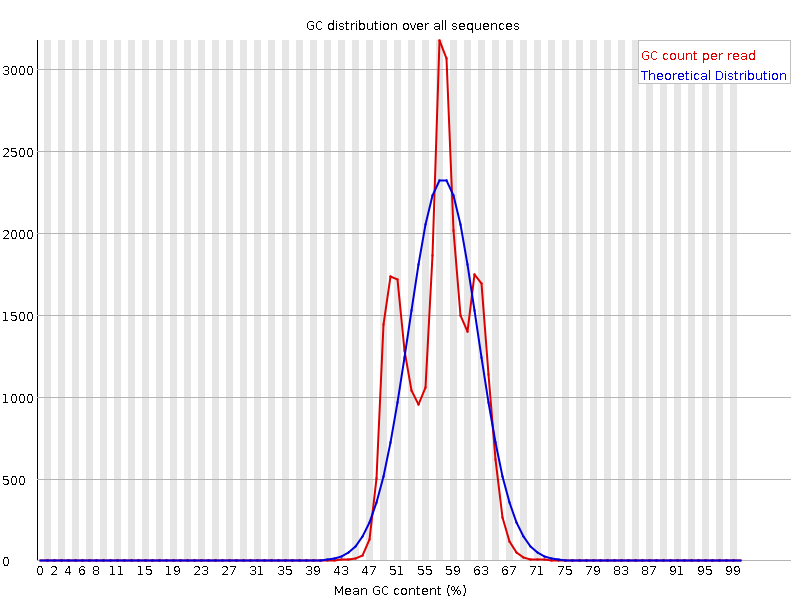 GC distribution over all sequences
GC count per read
Theoretical Distribution
3000
2500
2000
1500
1000
500
0
0 2 4 6 8 11 15 19 23 27 31 35 39 43 47 51 55 59 63 67 71 75 79 83 87 91 95 99
Mean GC content (%)